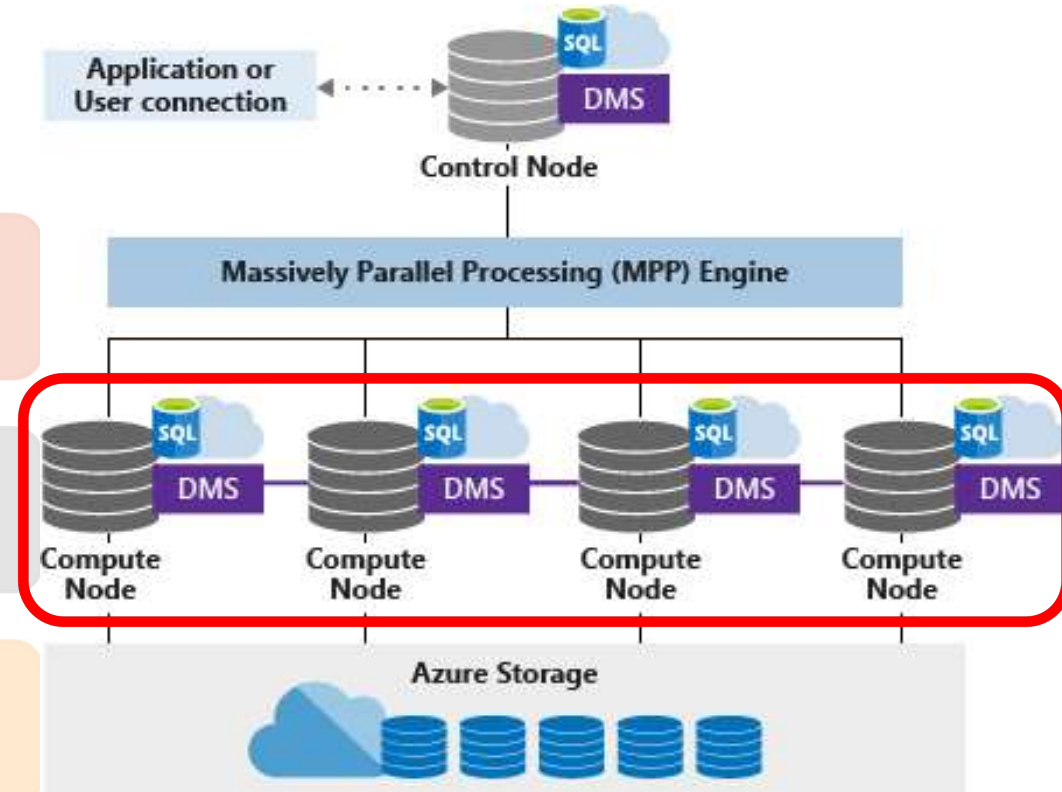 SQL
Application or
User connection
DMS
Control Node
Massively Parallel Processing (MPP) Engine
SQL SQL SQL SQL
DMS DMS DMS DMS
Compute Compute Compute Compute
Node Node Node Node
Azure Storage